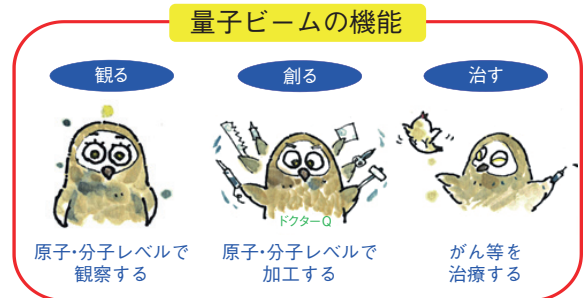 量子ビームの機能
観る
創る
治す
ドクターQ
原子・分子レベルで
観察する
原子・分子レベルで
加工する
がん等を
治療する